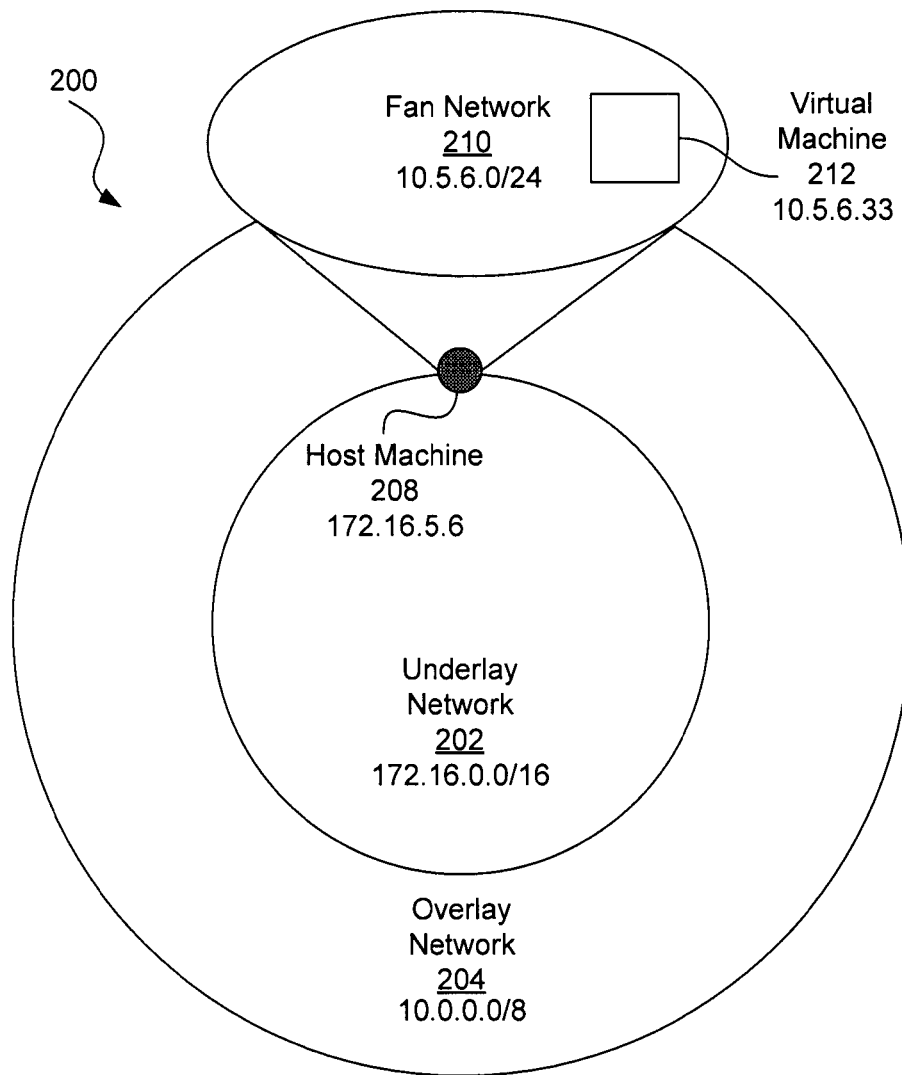 200
Fan Network
210
10.5.6.0/24
Virtual
Machine
212
10.5.6.33
Host Machine
208
172.16.5.6
Underlay
Network
202
172.16.0.0/16
Overlay
Network
204
10.0.0.0/8